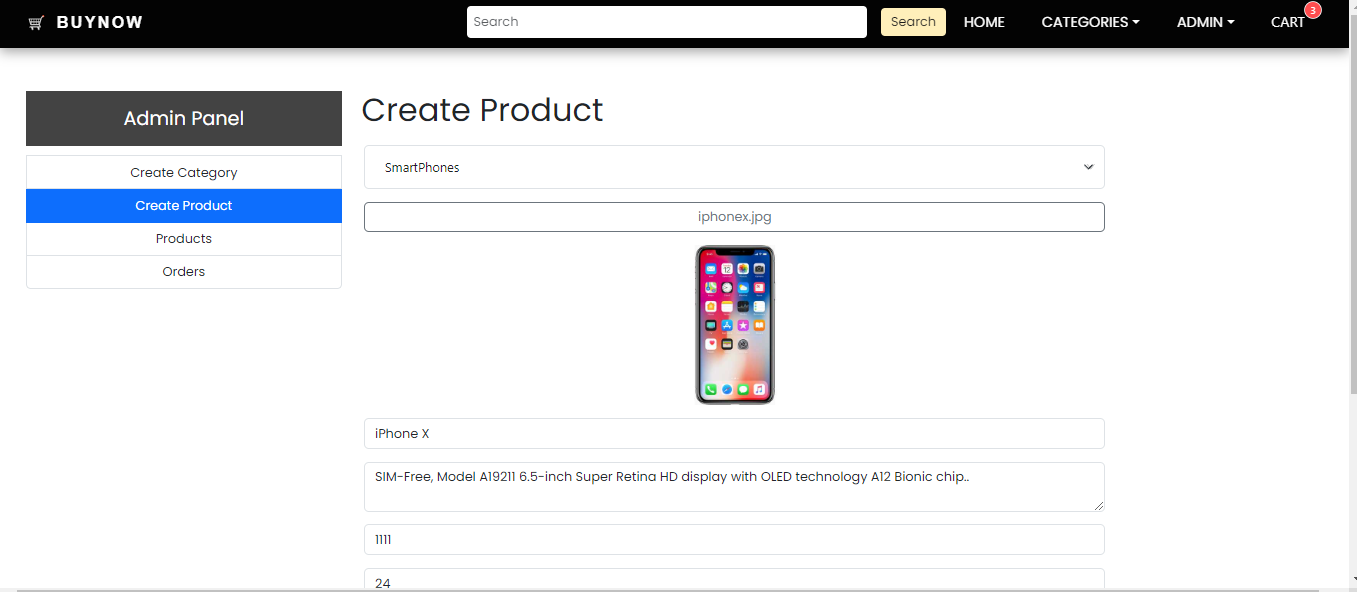 BUYNOW
Search
Search
HOME
CATEGORIES
ADMIN
CART
3
Admin Panel
Create Category
Create Product
Products
Orders
Create Product
SmartPhones
iphonex.jpg
iPhone X
SIM-Free, Model A19211 6.5-inch Super Retina HD display with OLED technology A12 Bionic chip..
1111
24